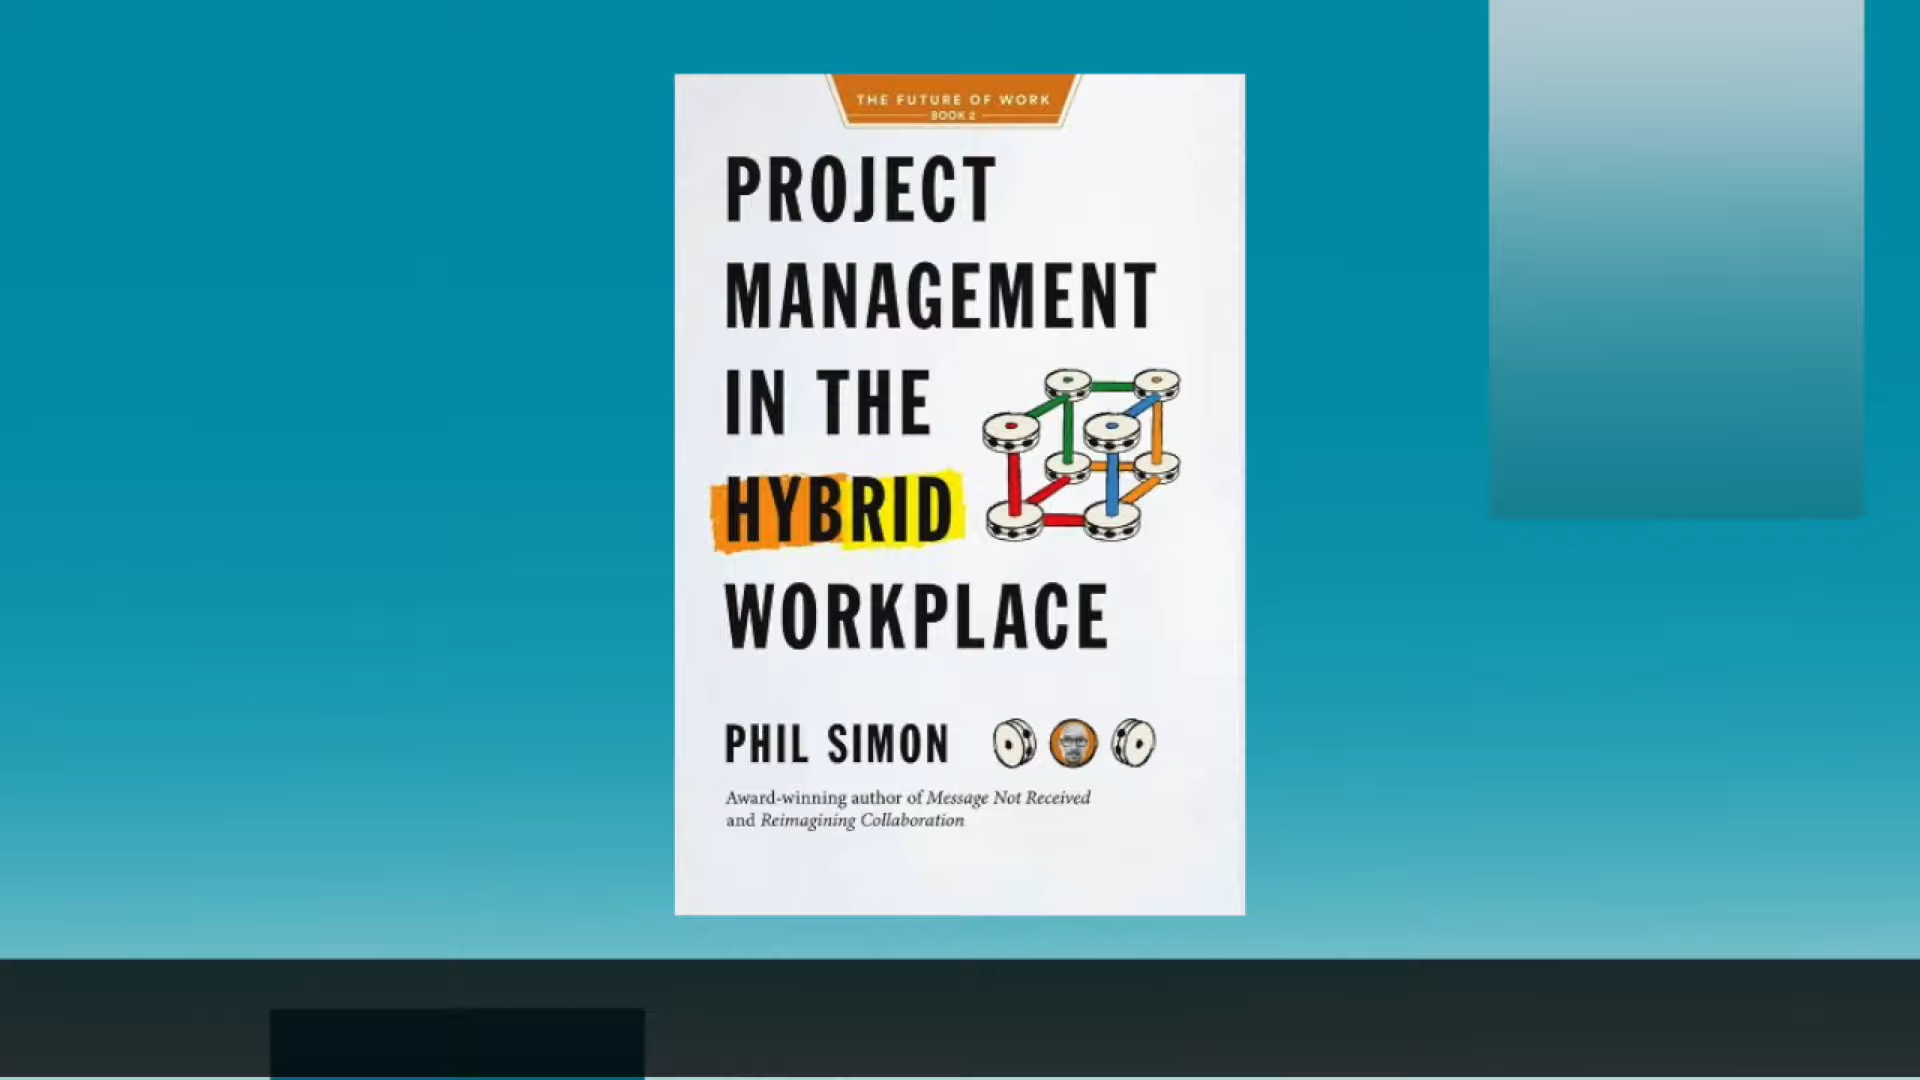 THE FUTURE OF WORK
BOOK 2
PROJECT
MANAGEMENT
IN THE
HYBRID
WORKPLACE
PHIL SIMON
Award-winning author of Message Not Received
and Reimagining Collaboration